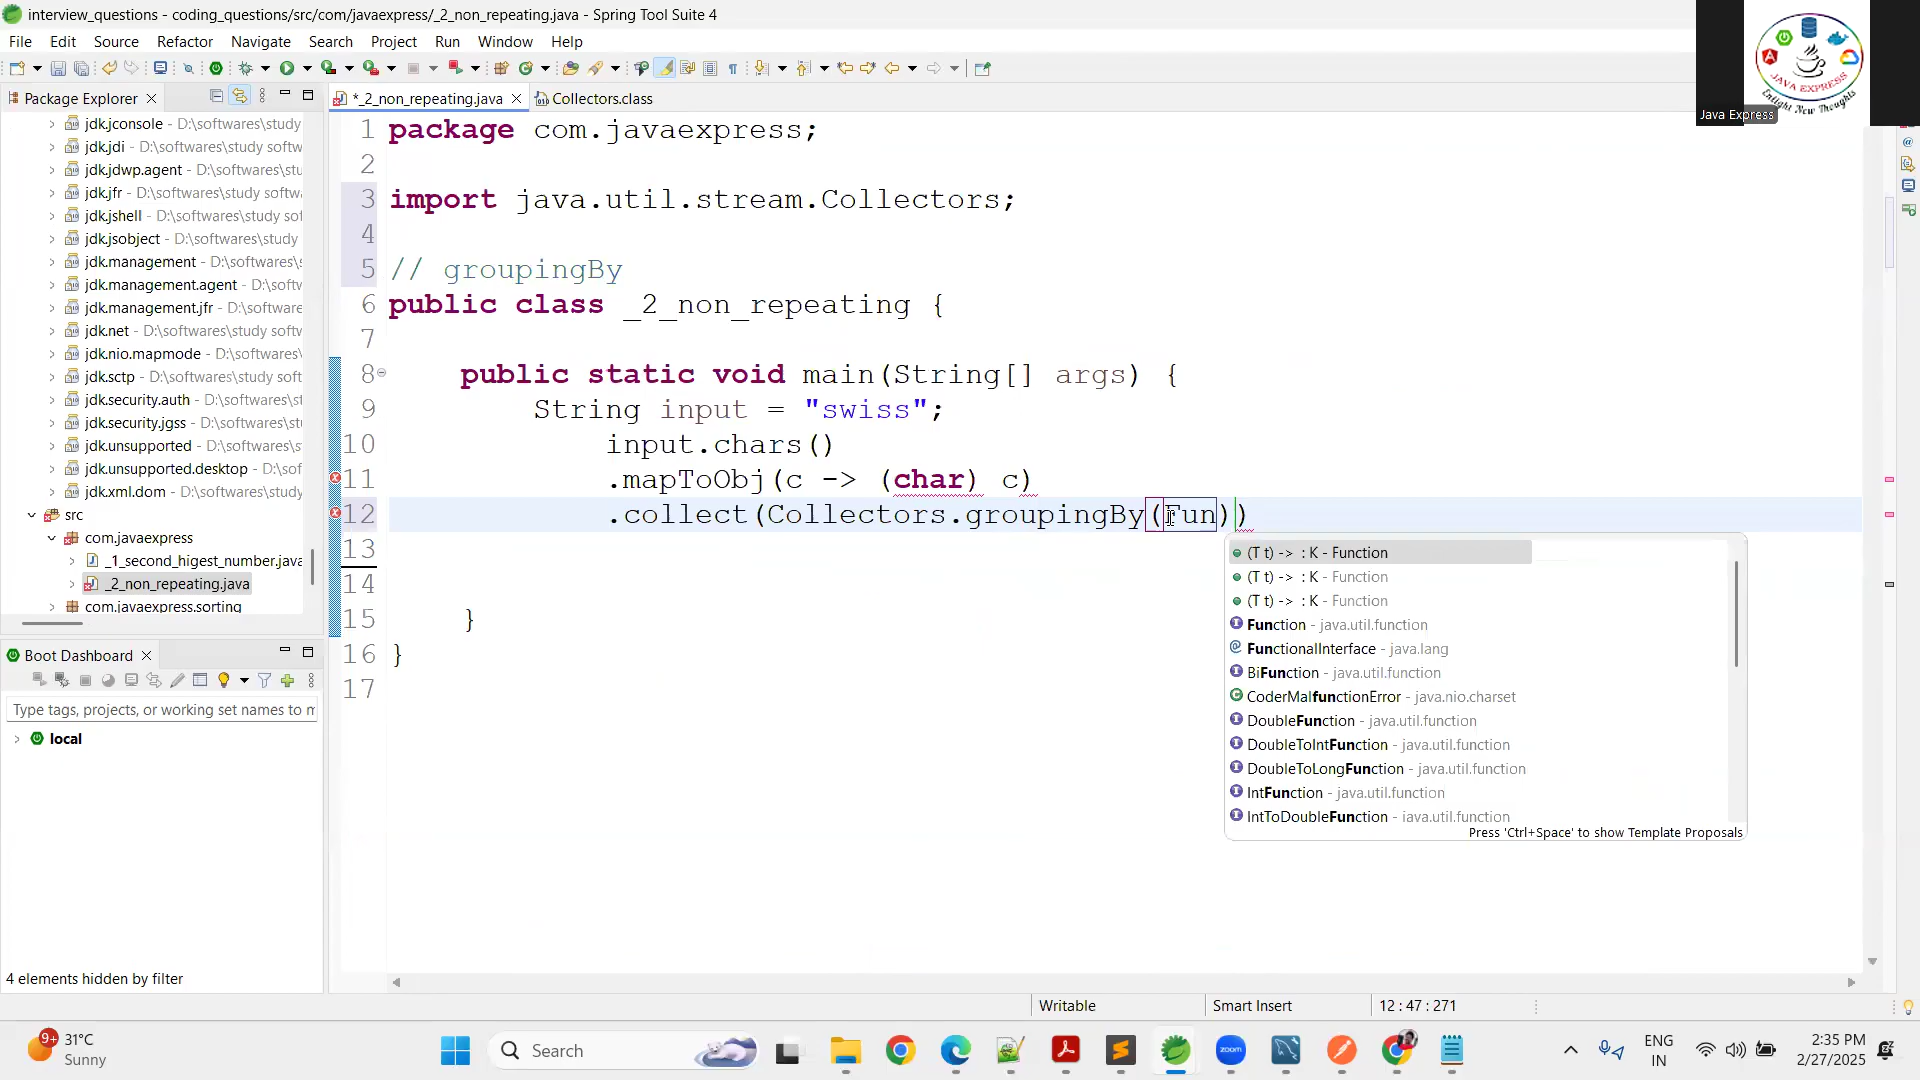 interview_questions - coding_questions/src/com/javaexpress/_2_non_repeating.java - Spring Tool Suite 4
File Edit Source Refactor Navigate Search Project Run Window Help
JAVA EXPRESS
Enlight New Thoughts
Java Express
Package Explorer
*_2_non_repeating.java
Collectors.class
jdk.jconsole - D:\softwares\study
jdk.jdi - D:\softwares\study softw
jdk.jdwp.agent - D:\softwares\stu
jdk.jfr - D:\softwares\study softwa
jdk.jshell - D:\softwares\study sof
jdk.jsobject - D:\softwares\study
jdk.management - D:\softwares\s
jdk.management.agent - D:\softw
jdk.management.jfr - D:\software
jdk.net - D:\softwares\study softw
jdk.nio.mapmode - D:\softwares\
jdk.sctp - D:\softwares\study soft
jdk.security.auth - D:\softwares\s
jdk.security.jgss - D:\softwares\st
jdk.unsupported - D:\softwares\s
jdk.unsupported.desktop - D:\sof
jdk.xml.dom - D:\softwares\study
src
com.javaexpress
_1_second_higest_number.java
_2_non_repeating.java
com.javaexpress.sorting
1 package com.javaexpress;
2
3 import java.util.stream.Collectors;
4
5 // groupingBy
6 public class _2_non_repeating {
7
8 public static void main(String[] args) {
9 String input = "swiss";
10 input.chars()
11 .mapToObj(c -> (char) c)
12 .collect(Collectors.groupingBy(Fun))
13
14
15 }
16 }
17
(T t) -> : K - Function
(T t) -> : K - Function
(T t) -> : K - Function
Function - java.util.function
FunctionalInterface - java.lang
BiFunction - java.util.function
CoderMalfunctionError - java.nio.charset
DoubleFunction - java.util.function
DoubleToIntFunction - java.util.function
DoubleToLongFunction - java.util.function
IntFunction - java.util.function
IntToDoubleFunction - java.util.function
Press 'Ctrl+Space' to show Template Proposals
Boot Dashboard
Type tags, projects, or working set names to m
local
4 elements hidden by filter
Writable
Smart Insert
12 : 47 : 271
9+
31°C
Sunny
Search
zoom
ENG
IN
2:35 PM
2/27/2025